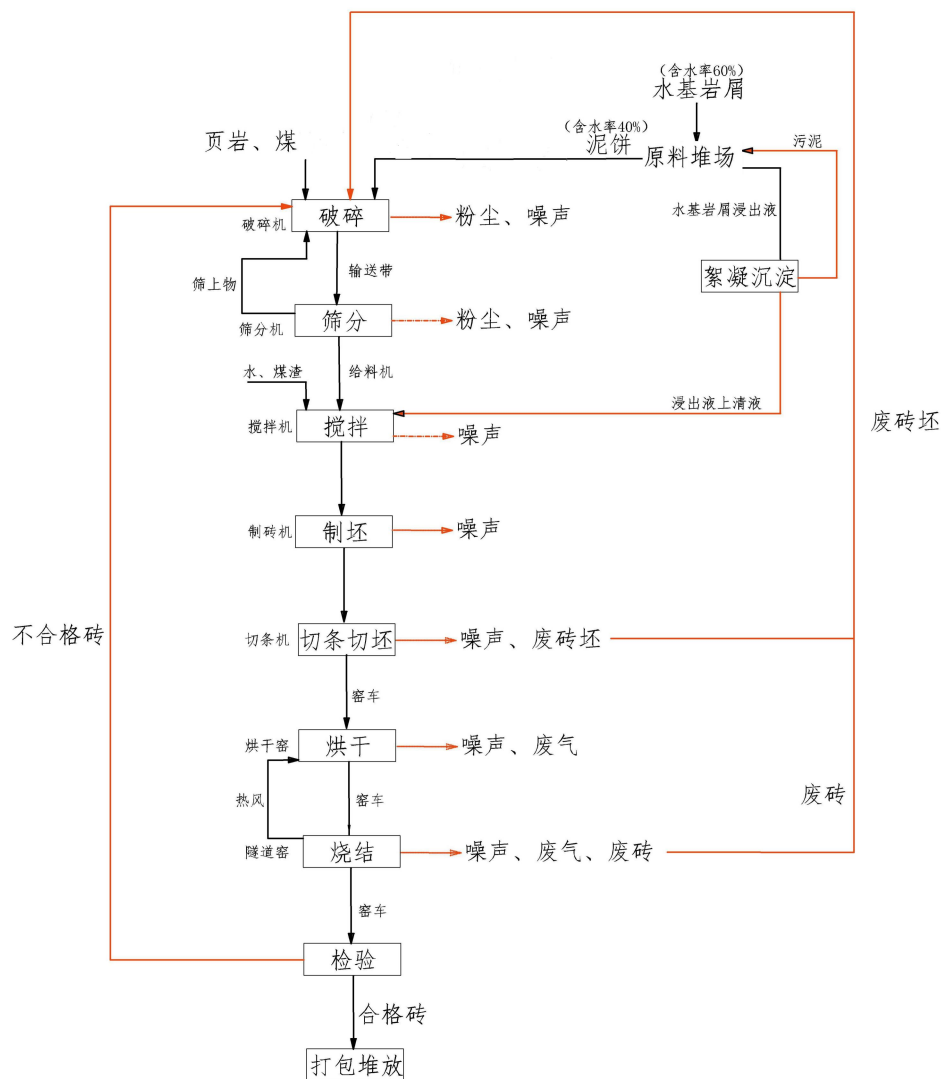 （含水率60%）
水基岩屑
（含水率40%）
泥饼
污泥
页岩、煤
原料堆场
破碎机
破碎
粉尘、噪声
水基岩屑浸出液
输送带
筛上物
絮凝沉淀
筛分机
筛分
粉尘、噪声
水、煤渣
给料机
浸出液上清液
搅拌机
搅拌
噪声
废砖坯
制砖机
制坯
噪声
不合格砖
切条机
切条切坯
噪声、废砖坯
窑车
烘干窑
烘干
噪声、废气
热风
窑车
废砖
隧道窑
烧结
噪声、废气、废砖
窑车
检验
合格砖
打包堆放